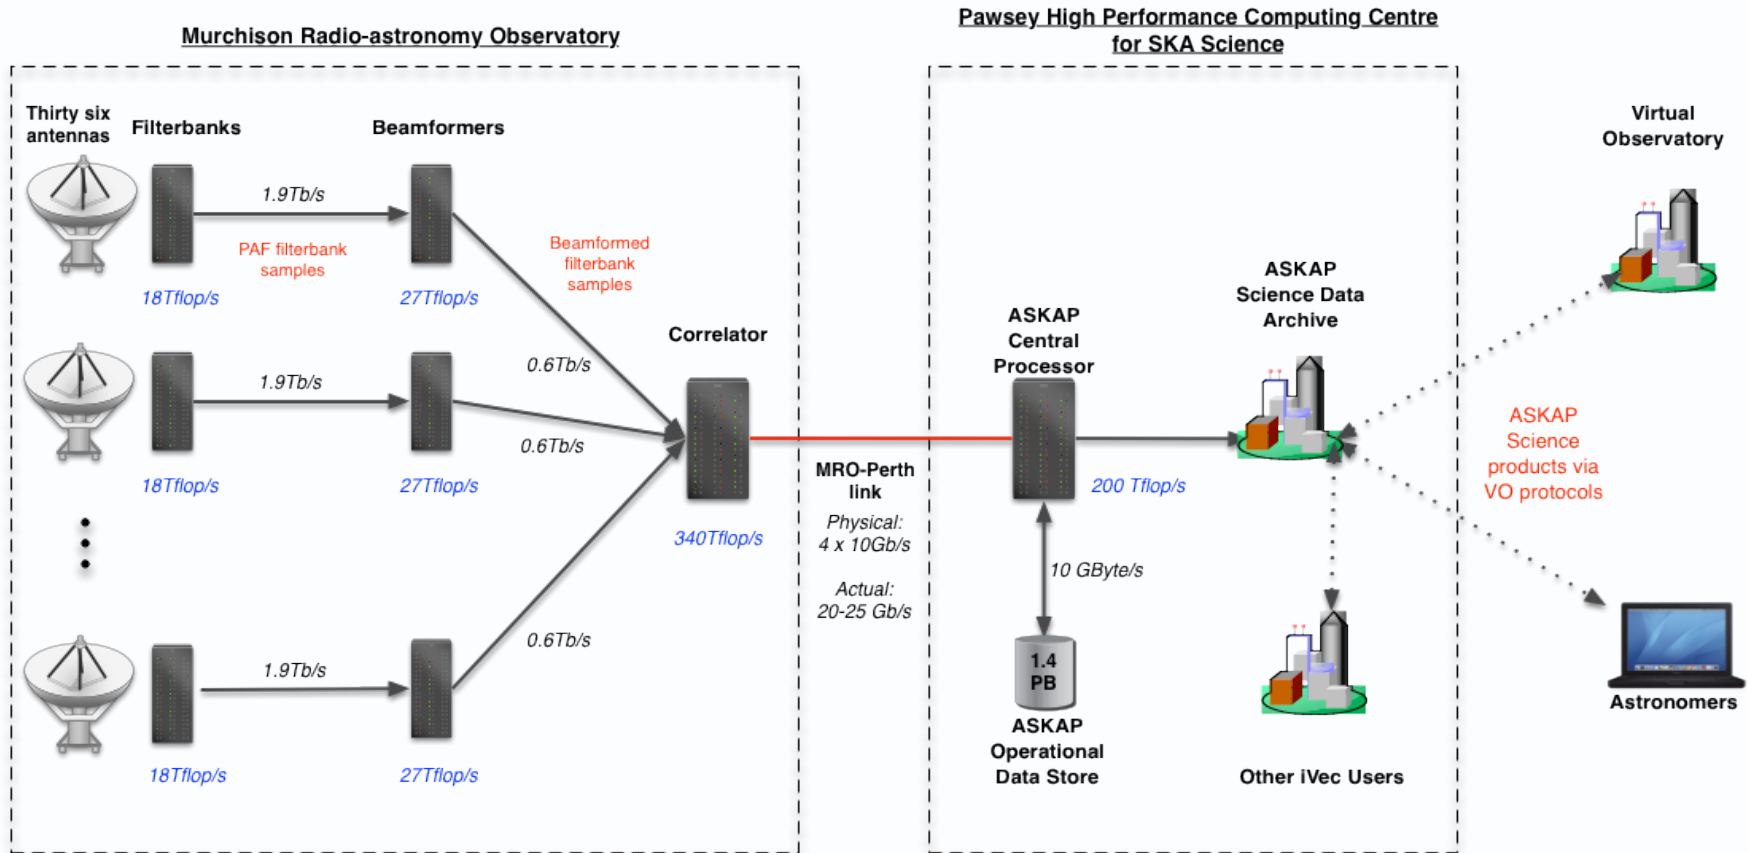 Murchison Radio-astronomy Observatory
Pawsey High Performance Computing Centre
for SKA Science
Thirty six
antennas
Filterbanks
Beamformers
1.9Tb/s
PAF filterbank
samples
Beamformed
filterbank
samples
18Tflop/s
27Tflop/s
0.6Tb/s
1.9Tb/s
0.6Tb/s
18Tflop/s
27Tflop/s
Correlator
340Tflop/s
1.9Tb/s
0.6Tb/s
18Tflop/s
27Tflop/s
MRO-Perth
link
Physical:
4 x 10Gb/s
Actual:
20-25 Gb/s
ASKAP
Central
Processor
200 Tflop/s
10 GByte/s
1.4
PB
ASKAP
Operational
Data Store
ASKAP
Science Data
Archive
Other iVec Users
Virtual
Observatory
ASKAP
Science
products via
VO protocols
Astronomers